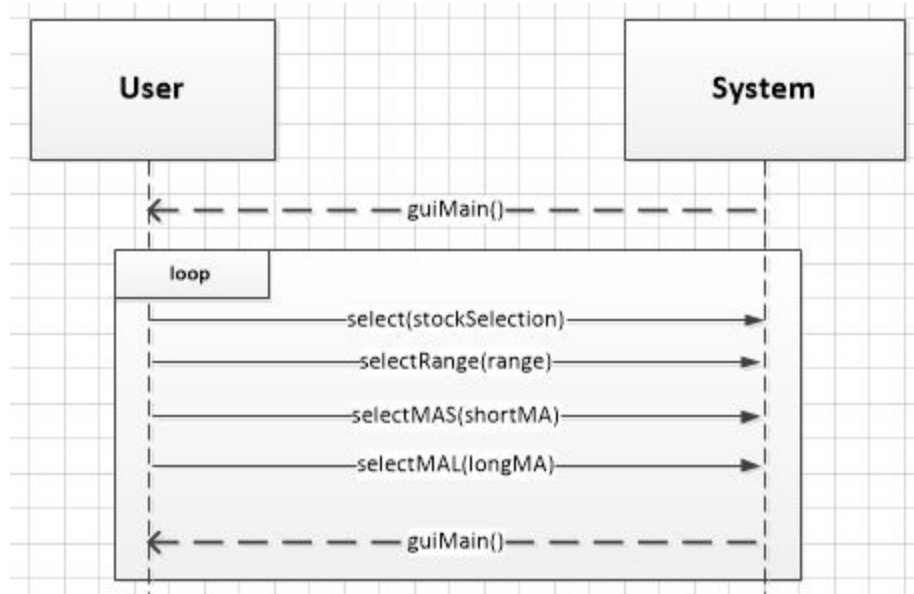 User
System
guiMain()
loop
select(stockSelection)
selectRange(range)
selectMAS(shortMA)
selectMAL(longMA)
guiMain()